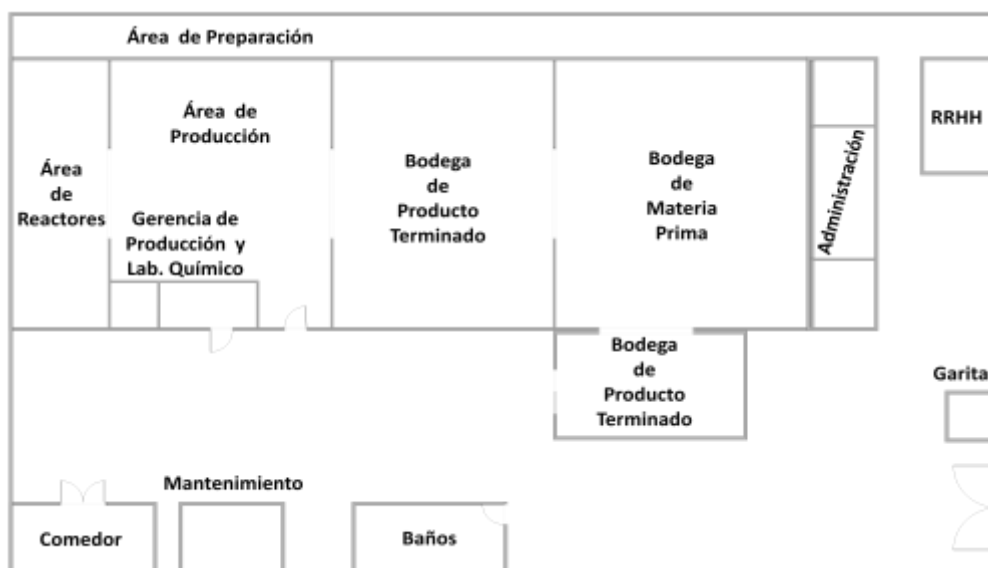 Área de Preparación
Área de
Producción
RRHH
Área
de
Reactores
Bodega
de
Producto
Terminado
Bodega
de
Materia
Prima
Administración
Gerencia de
Producción y
Lab. Químico
Bodega
de
Producto
Terminado
Garita
Mantenimiento
Comedor
Baños